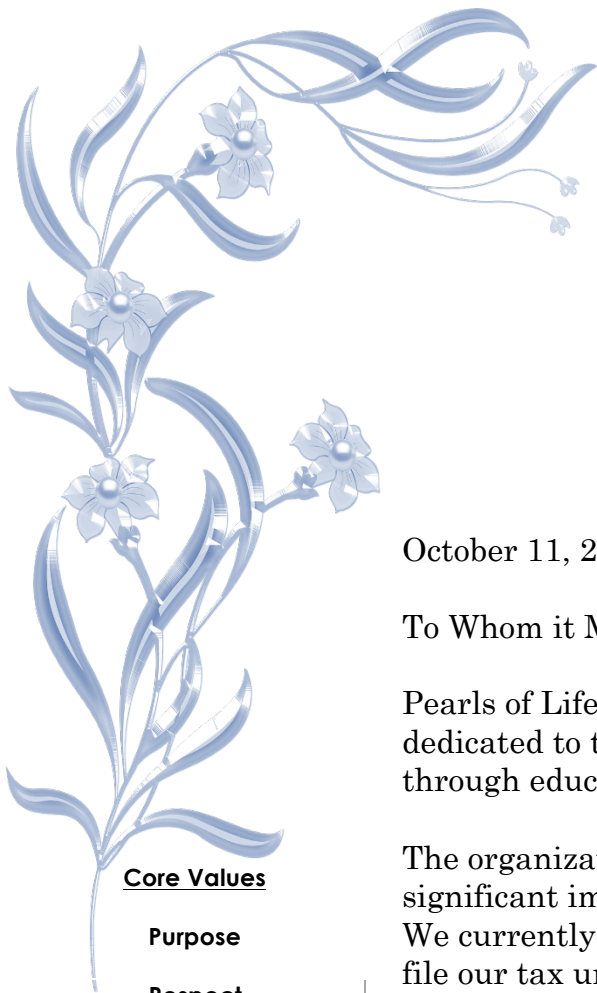 October 11, 2
To Whom it M
Pearls of Life
dedicated to t
through educ
The organiza
significant im
We currently
file our tax u
Core Values
Purpose
Respect